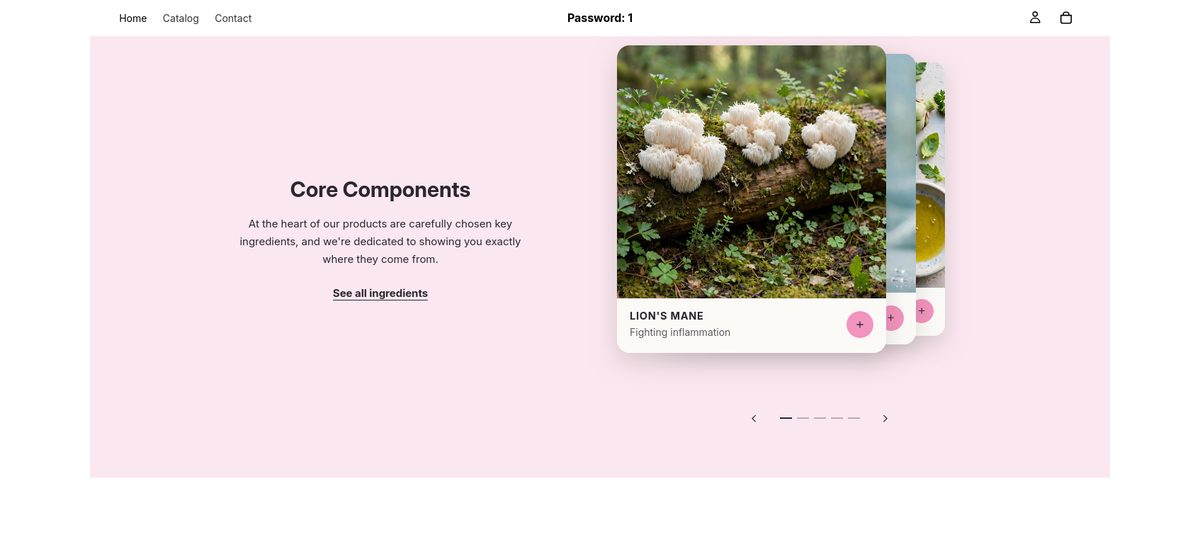 Home
Catalog
Contact
Password: 1
Core Components
At the heart of our products are carefully chosen key
ingredients, and we're dedicated to showing you exactly
where they come from.
See all ingredients
LION'S MANE
Fighting inflammation